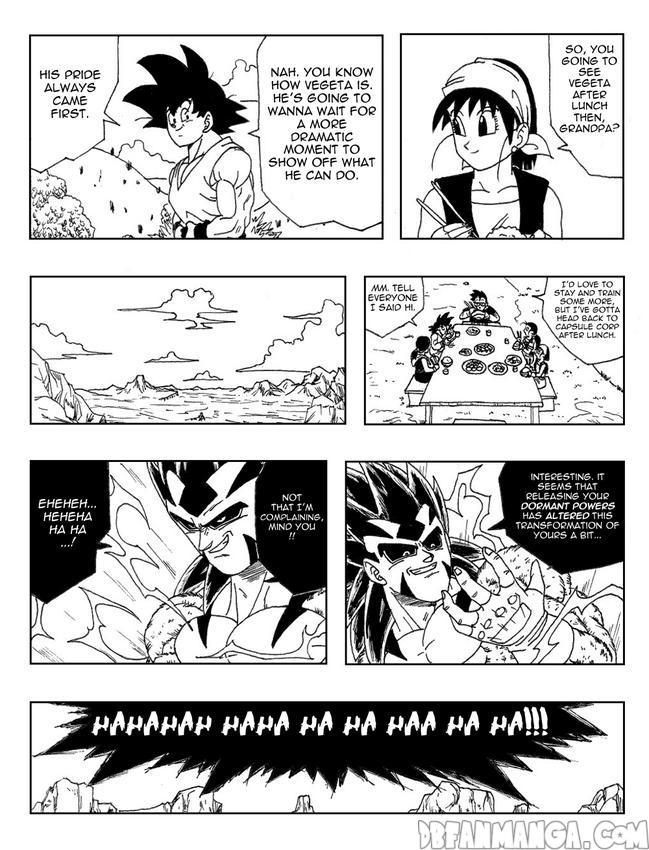 SO, YOU
GOING TO
SEE
VEGETA
AFTER
LUNCH
THEN,
GRANDPA?
NAH. YOU KNOW
HOW VEGETA IS.
HE'S GOING TO
WANNA WAIT FOR
A MORE
DRAMATIC
MOMENT TO
SHOW OFF WHAT
HE CAN DO.
HIS PRIDE
ALWAYS
CAME
FIRST.
I'D LOVE TO
STAY AND TRAIN
SOME MORE,
BUT I'VE GOTTA
HEAD BACK TO
CAPSULE CORP
AFTER LUNCH.
MM. TELL
EVERYONE
I SAID HI.
INTERESTING. IT
SEEMS THAT
RELEASING YOUR
DORMANT POWERS
HAS ALTERED THIS
TRANSFORMATION OF
YOURS A BIT...
NOT
THAT I'M
COMPLAINING,
MIND YOU
!!
EHEHEH...
HEHEHA
HA HA
...!
HAHAHAH HAHA HA HA HAA HA HA!!!
DBFANMANGA.COM